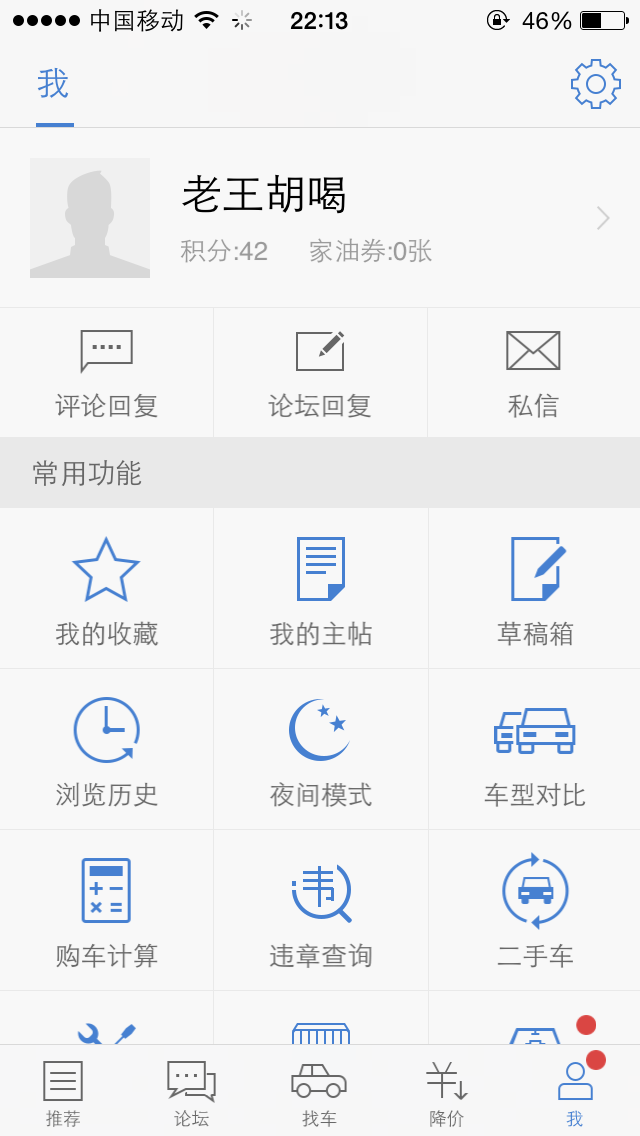 中国移动 22:13 46%
我
老王胡喝
积分:42 家油券:0张
评论回复 论坛回复 私信
常用功能
我的收藏 我的主帖 草稿箱
浏览历史 夜间模式 车型对比
购车计算 违章查询 二手车
推荐 论坛 找车 降价 我